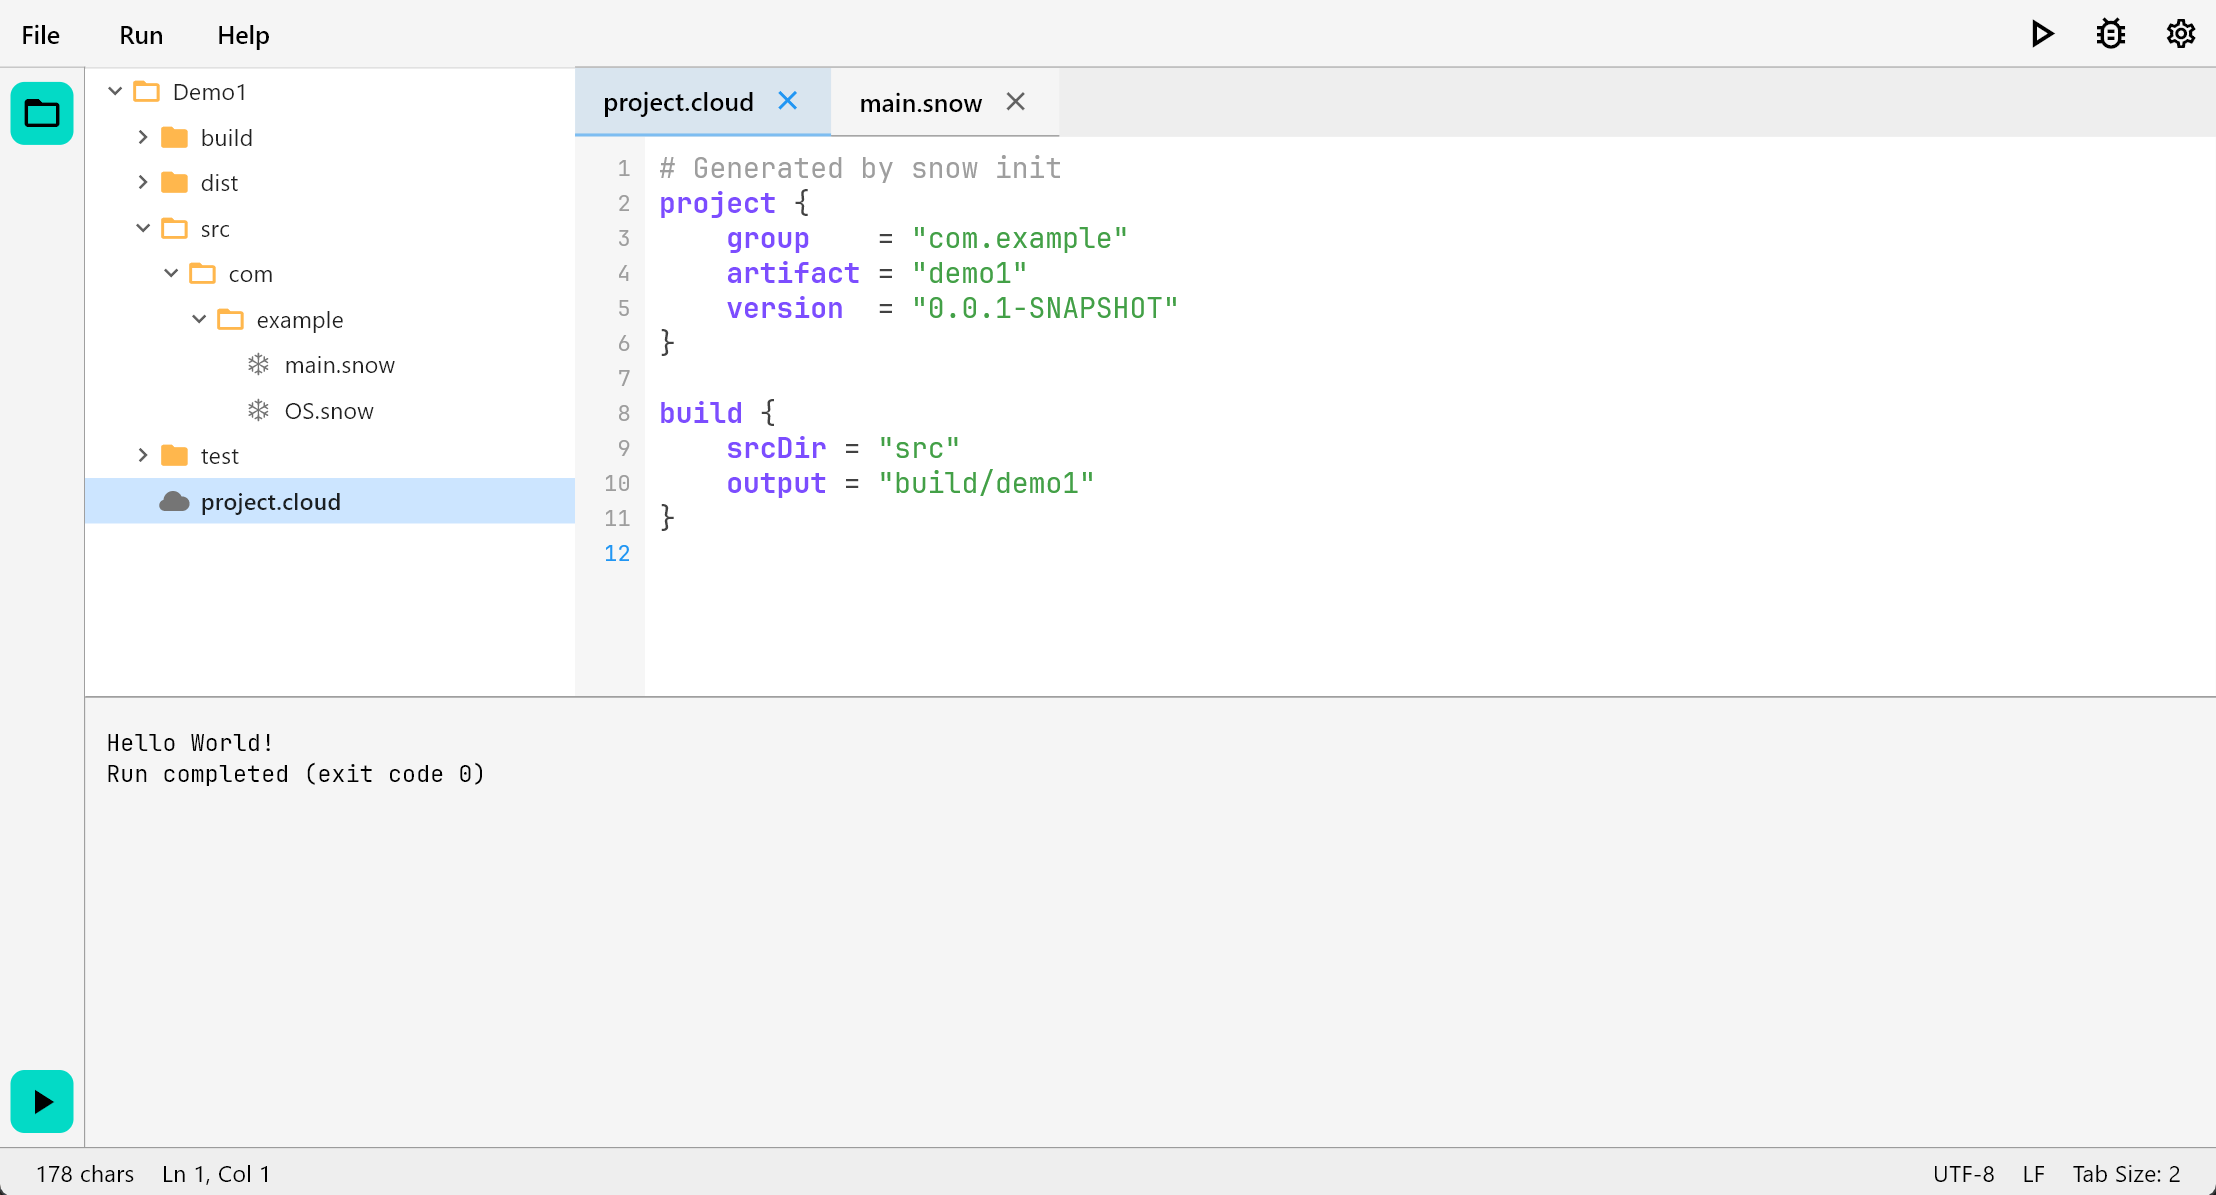 File Run Help
Demo1
build
dist
src
com
example
main.snow
OS.snow
test
project.cloud
project.cloud main.snow
1 # Generated by snow init
2 project {
3     group    = "com.example"
4     artifact = "demo1"
5     version  = "0.0.1-SNAPSHOT"
6 }
7
8 build {
9     srcDir = "src"
10     output = "build/demo1"
11 }
12
Hello World!
Run completed (exit code 0)
178 chars Ln 1, Col 1 UTF-8 LF Tab Size: 2